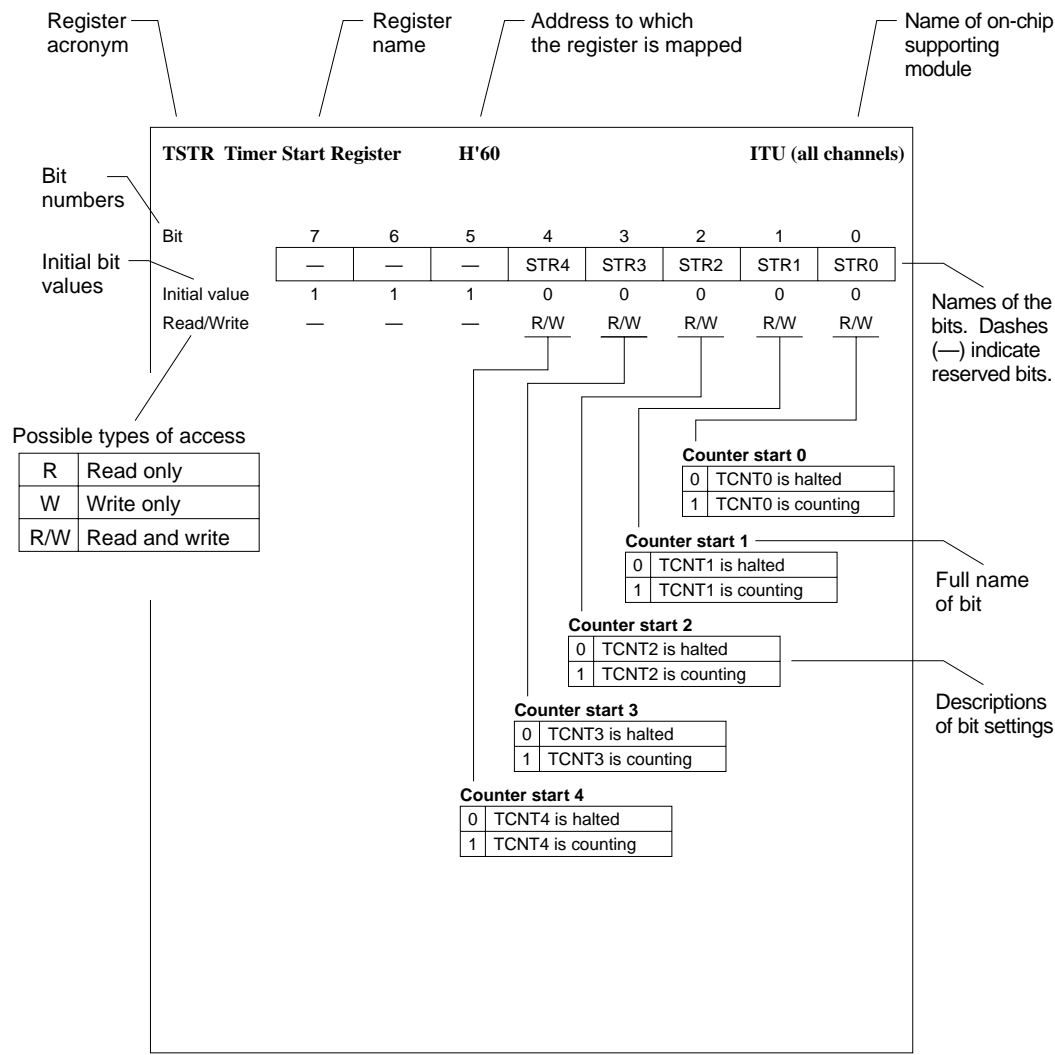 Register acronym
Register name
Address to which the register is mapped
Name of on-chip supporting module
TSTR Timer Start Register H'60 ITU (all channels)
Bit numbers
Bit 7 6 5 4 3 2 1 0
Initial bit values
— — — STR4 STR3 STR2 STR1 STR0
Initial value 1 1 1 0 0 0 0 0
Read/Write — — — R/W R/W R/W R/W R/W
Names of the bits. Dashes (—) indicate reserved bits.
Possible types of access
R Read only
W Write only
R/W Read and write
Counter start 0
0 TCNT0 is halted
1 TCNT0 is counting
Counter start 1
0 TCNT1 is halted
1 TCNT1 is counting
Full name of bit
Counter start 2
0 TCNT2 is halted
1 TCNT2 is counting
Descriptions of bit settings
Counter start 3
0 TCNT3 is halted
1 TCNT3 is counting
Counter start 4
0 TCNT4 is halted
1 TCNT4 is counting